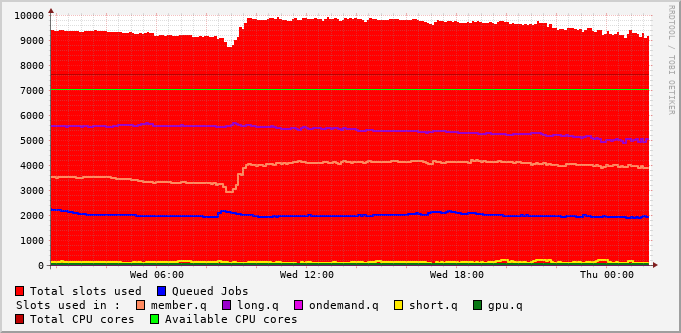 RRDTOOL / TOBI OETIKER
10000
9000
8000
7000
6000
5000
4000
3000
2000
1000
0
Wed 06:00 Wed 12:00 Wed 18:00 Thu 00:00
Total slots used Queued Jobs
Slots used in : member.q long.q ondemand.q short.q gpu.q
Total CPU cores Available CPU cores